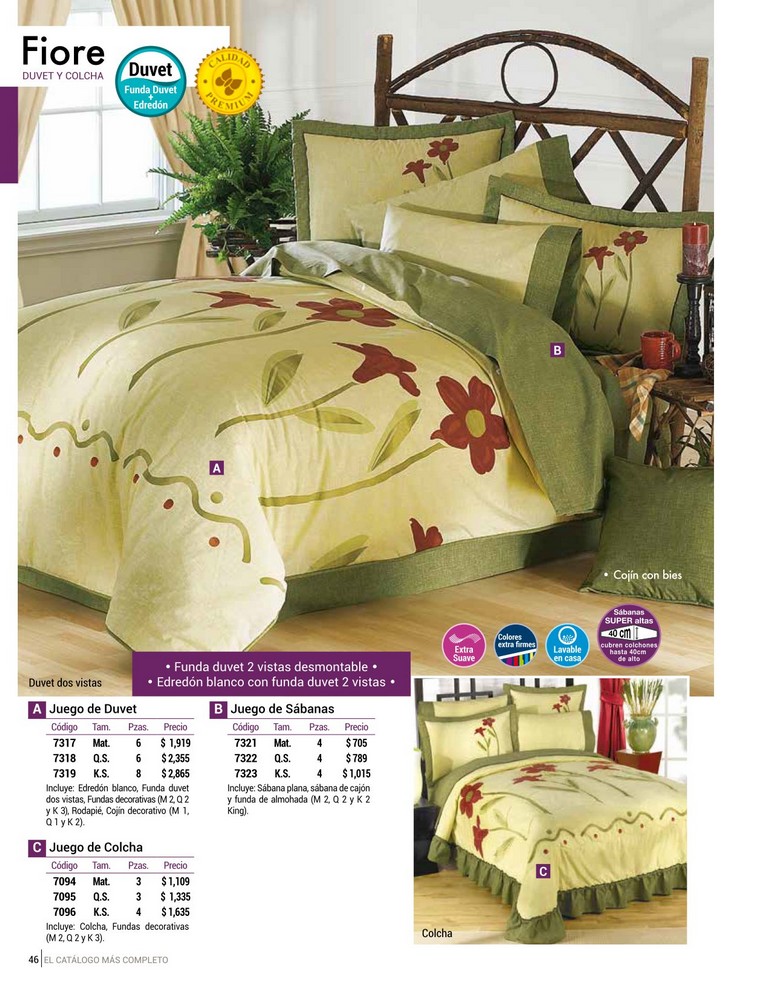 Fiore
DUVET Y COLCHA
Duvet
Funda Duvet
+
Edredón
CALIDAD
PREMIUM
B
A
• Cojín con bies
Extra
Suave
Colores
extra firmes
Lavable
en casa
Sábanas
SUPER altas
40 cm
cubren colchones
hasta 40cm
de alto
Duvet dos vistas
• Funda duvet 2 vistas desmontable •
• Edredón blanco con funda duvet 2 vistas •
A Juego de Duvet
Código Tam. Pzas. Precio
7317 Mat. 6 $ 1,919
7318 Q.S. 6 $ 2,355
7319 K.S. 8 $ 2,865
Incluye: Edredón blanco, Funda duvet
dos vistas, Fundas decorativas (M 2, Q 2
y K 3), Rodapié, Cojín decorativo (M 1,
Q 1 y K 2).
B Juego de Sábanas
Código Tam. Pzas. Precio
7321 Mat. 4 $ 705
7322 Q.S. 4 $ 789
7323 K.S. 4 $ 1,015
Incluye: Sábana plana, sábana de cajón
y funda de almohada (M 2, Q 2 y K 2
King).
C Juego de Colcha
Código Tam. Pzas. Precio
7094 Mat. 3 $ 1,109
7095 Q.S. 3 $ 1,335
7096 K.S. 4 $ 1,635
Incluye: Colcha, Fundas decorativas
(M 2, Q 2 y K 3).
C
Colcha
46 EL CATÁLOGO MÁS COMPLETO